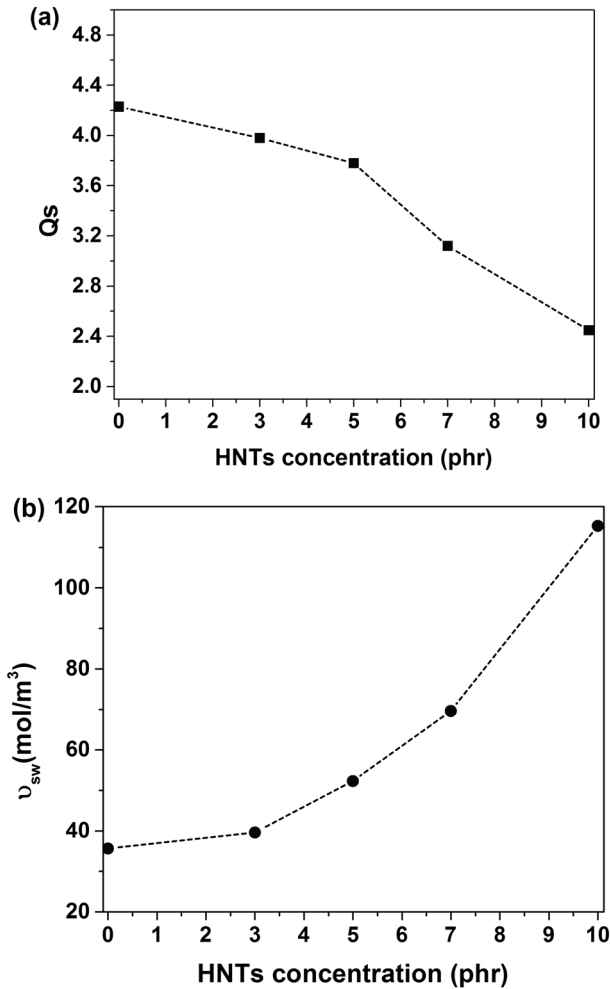 (a)
4.8
4.4
4.0
3.6
3.2
2.8
2.4
2.0
Qs
0 1 2 3 4 5 6 7 8 9 10
HNTs concentration (phr)
(b)
120
100
80
60
40
20
υsw(mol/m³)
0 1 2 3 4 5 6 7 8 9 10
HNTs concentration (phr)